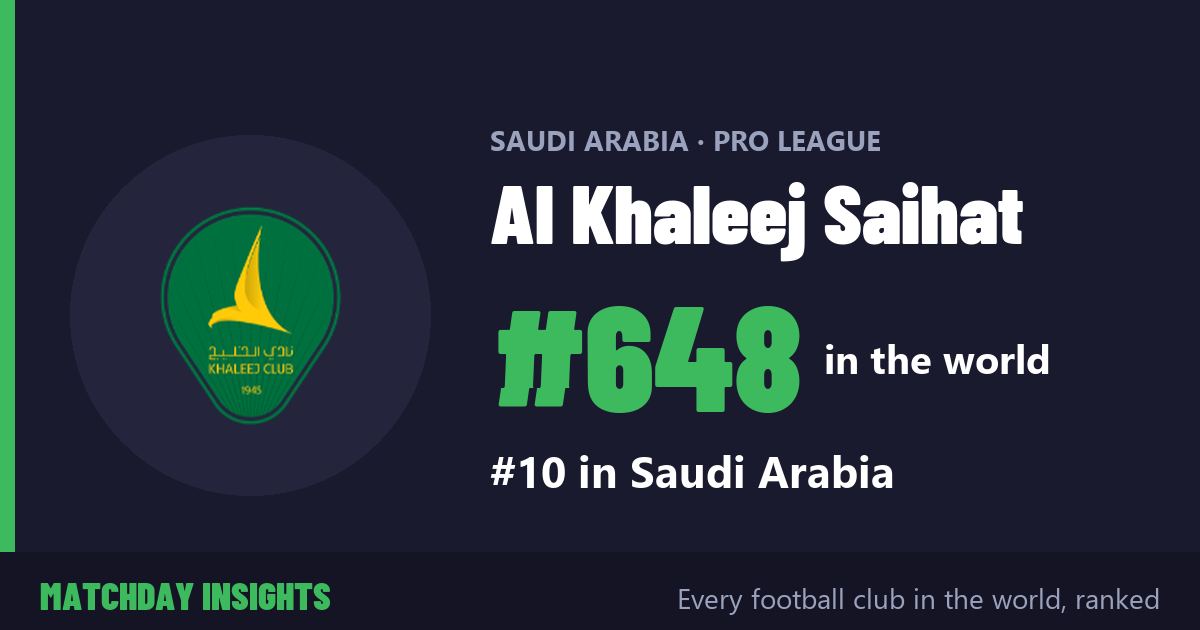 SAUDI ARABIA · PRO LEAGUE
Al Khaleej Saihat
#648 in the world
#10 in Saudi Arabia
نادي الخليج
KHALEEJ CLUB
1945
MATCHDAY INSIGHTS
Every football club in the world, ranked